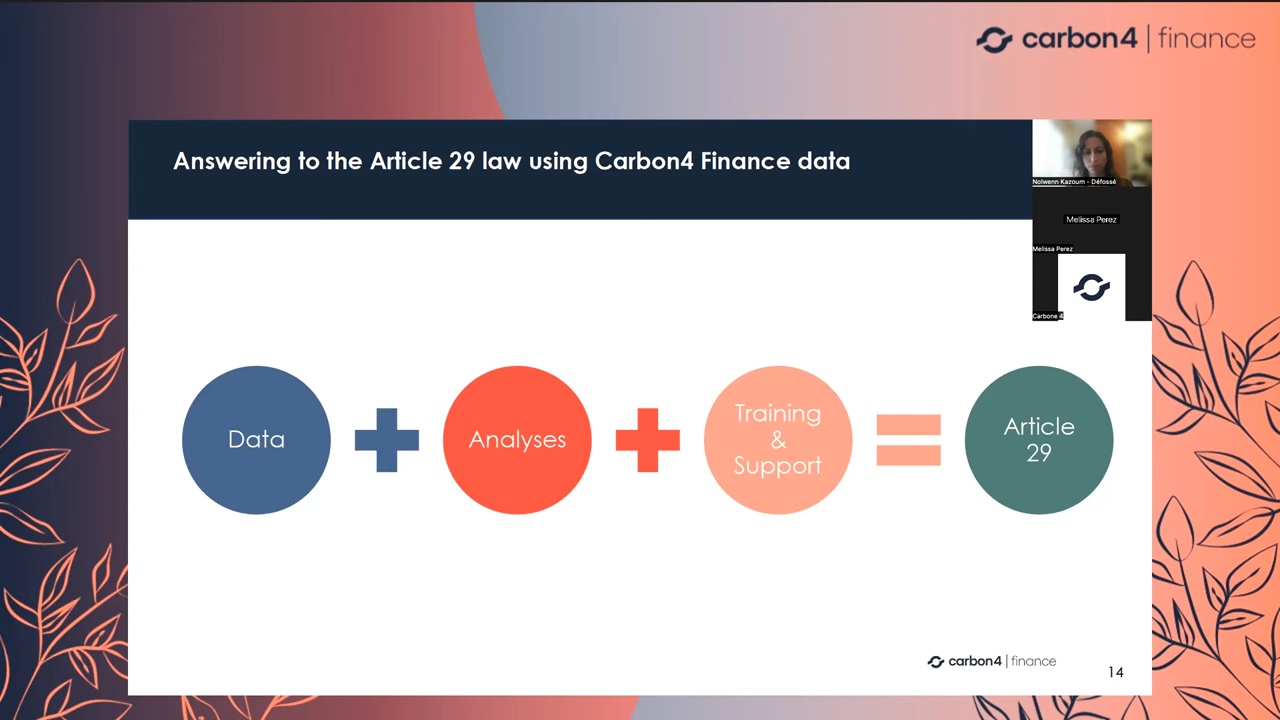 carbon4 | finance
Answering to the Article 29 law using Carbon4 Finance data
Nolwenn Kazoum - Défossé
Melissa Perez
Melissa Perez
Carbone 4
Data
Analyses
Training
&
Support
Article
29
carbon4 | finance
14